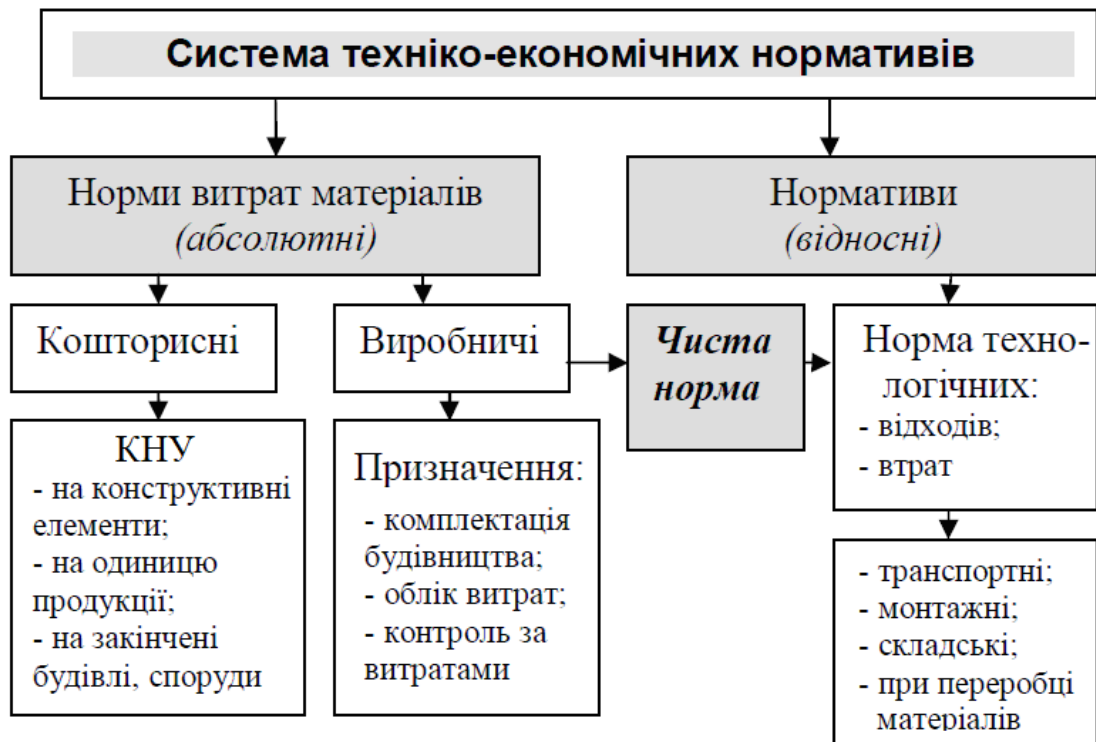 Система техніко-економічних нормативів
Норми витрат матеріалів
(абсолютні)
Нормативи
(відносні)
Кошторисні
Виробничі
Чиста
норма
Норма техно-
логічних:
- відходів;
- втрат
КНУ
- на конструктивні
елементи;
- на одиницю
продукції;
- на закінчені
будівлі, споруди
Призначення:
- комплектація
будівництва;
- облік витрат;
- контроль за
витратами
- транспортні;
- монтажні;
- складські;
- при переробці
матеріалів